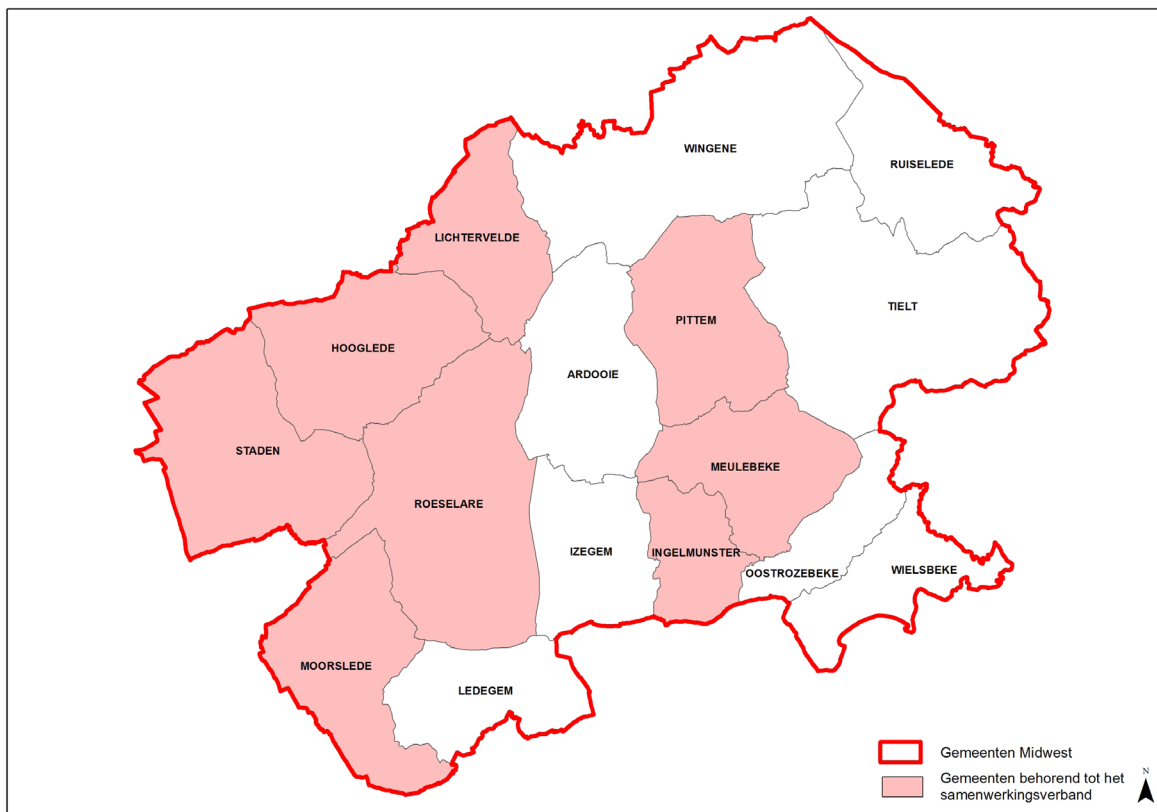 WINGENE
RUISELEDE
LICHTERVELDE
TIELT
PITTEM
HOOGLEDE
ARDOOIE
STADEN
MEULEBEKE
ROESELARE
IZEGEM
INGELMUNSTER
OOSTROZEBEKE
WIELSBEKE
MOORSLEDE
LEDEGEM
Gemeenten Midwest
Gemeenten behorend tot het
samenwerkingsverband
N